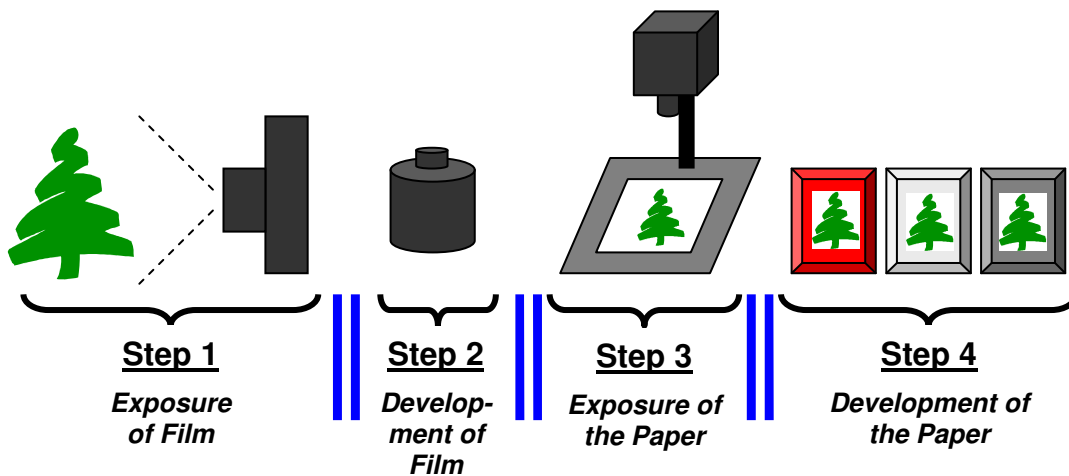 Step 1
Exposure
of Film
Step 2
Develop-
ment of
Film
Step 3
Exposure of
the Paper
Step 4
Development of
the Paper